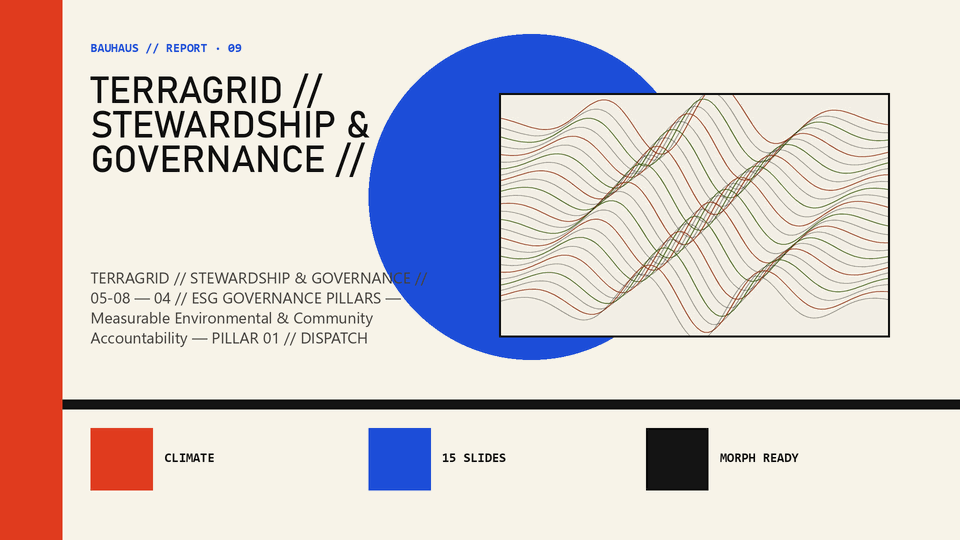 BAUHAUS // REPORT · 09
TERRAGRID //
STEWARDSHIP &
GOVERNANCE //
TERRAGRID // STEWARDSHIP & GOVERNANCE //
05-08 — 04 // ESG GOVERNANCE PILLARS —
Measurable Environmental & Community
Accountability — PILLAR 01 // DISPATCH
CLIMATE
15 SLIDES
MORPH READY